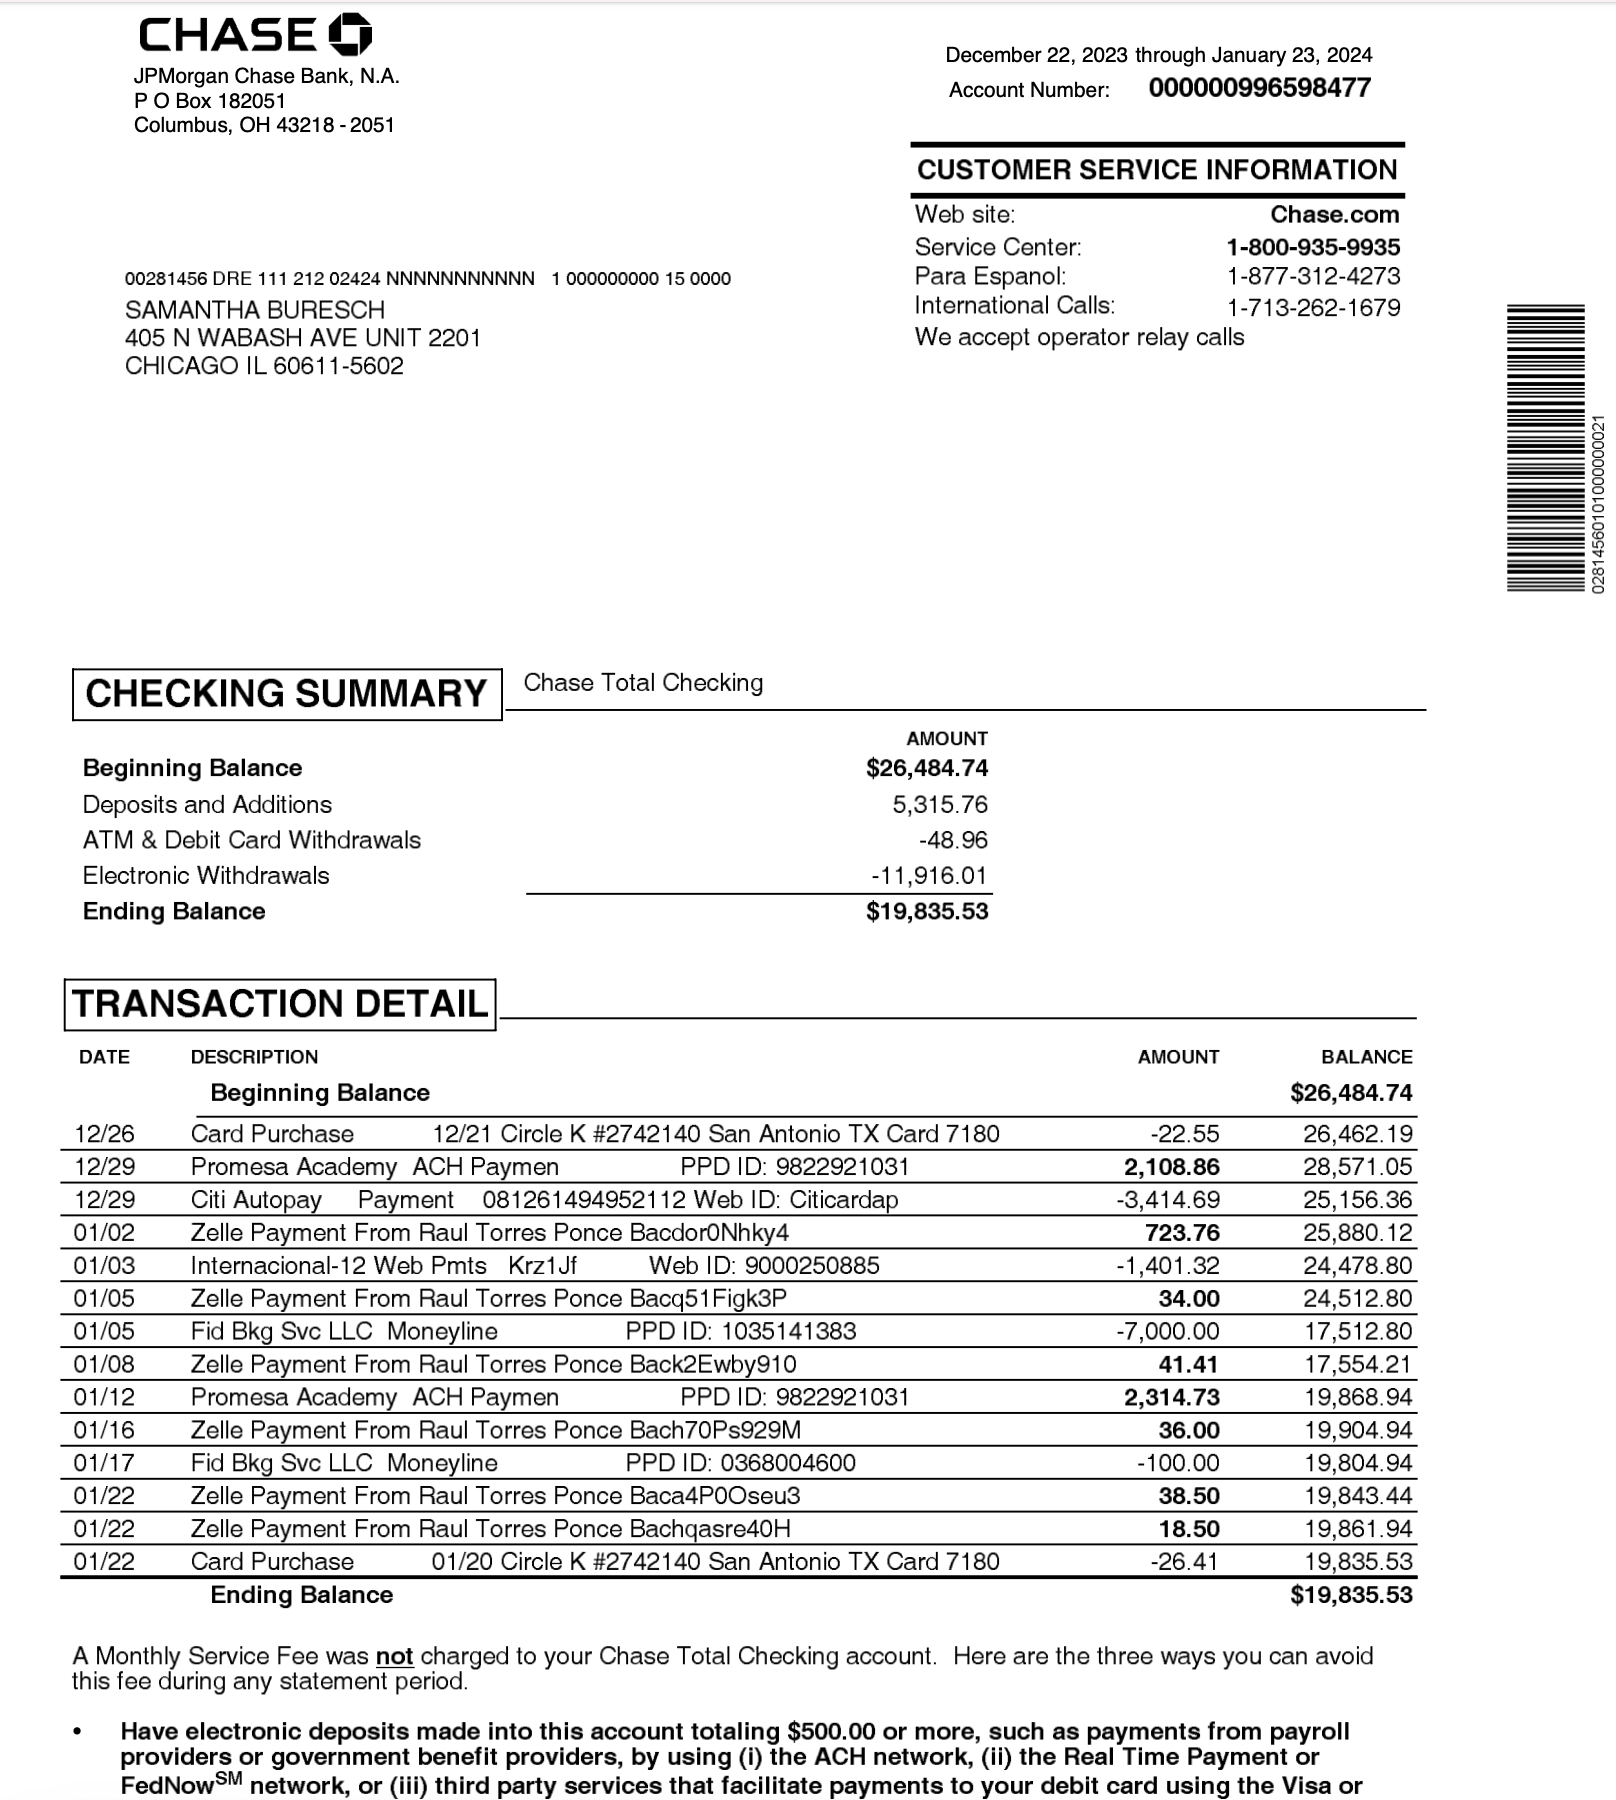 CHASE
JPMorgan Chase Bank, N.A.
P O Box 182051
Columbus, OH 43218 - 2051
December 22, 2023 through January 23, 2024
Account Number: 000000996598477
CUSTOMER SERVICE INFORMATION
Web site: Chase.com
Service Center: 1-800-935-9935
Para Espanol: 1-877-312-4273
International Calls: 1-713-262-1679
We accept operator relay calls
00281456 DRE 111 212 02424 NNNNNNNNNNN 1 000000000 15 0000
SAMANTHA BURESCH
405 N WABASH AVE UNIT 2201
CHICAGO IL 60611-5602
02814560101000000021
CHECKING SUMMARY Chase Total Checking
AMOUNT
Beginning Balance $26,484.74
Deposits and Additions 5,315.76
ATM & Debit Card Withdrawals -48.96
Electronic Withdrawals -11,916.01
Ending Balance $19,835.53
TRANSACTION DETAIL
DATE DESCRIPTION AMOUNT BALANCE
Beginning Balance $26,484.74
12/26 Card Purchase 12/21 Circle K #2742140 San Antonio TX Card 7180 -22.55 26,462.19
12/29 Promesa Academy ACH Paymen PPD ID: 9822921031 2,108.86 28,571.05
12/29 Citi Autopay Payment 081261494952112 Web ID: Citicardap -3,414.69 25,156.36
01/02 Zelle Payment From Raul Torres Ponce Bacdor0Nhky4 723.76 25,880.12
01/03 Internacional-12 Web Pmts Krz1Jf Web ID: 9000250885 -1,401.32 24,478.80
01/05 Zelle Payment From Raul Torres Ponce Bacq51Figk3P 34.00 24,512.80
01/05 Fid Bkg Svc LLC Moneyline PPD ID: 1035141383 -7,000.00 17,512.80
01/08 Zelle Payment From Raul Torres Ponce Back2Ewby910 41.41 17,554.21
01/12 Promesa Academy ACH Paymen PPD ID: 9822921031 2,314.73 19,868.94
01/16 Zelle Payment From Raul Torres Ponce Bach70Ps929M 36.00 19,904.94
01/17 Fid Bkg Svc LLC Moneyline PPD ID: 0368004600 -100.00 19,804.94
01/22 Zelle Payment From Raul Torres Ponce Baca4P0Oseu3 38.50 19,843.44
01/22 Zelle Payment From Raul Torres Ponce Bachqasre40H 18.50 19,861.94
01/22 Card Purchase 01/20 Circle K #2742140 San Antonio TX Card 7180 -26.41 19,835.53
Ending Balance $19,835.53
A Monthly Service Fee was not charged to your Chase Total Checking account. Here are the three ways you can avoid
this fee during any statement period.
• Have electronic deposits made into this account totaling $500.00 or more, such as payments from payroll
providers or government benefit providers, by using (i) the ACH network, (ii) the Real Time Payment or
FedNow℠ network, or (iii) third party services that facilitate payments to your debit card using the Visa or